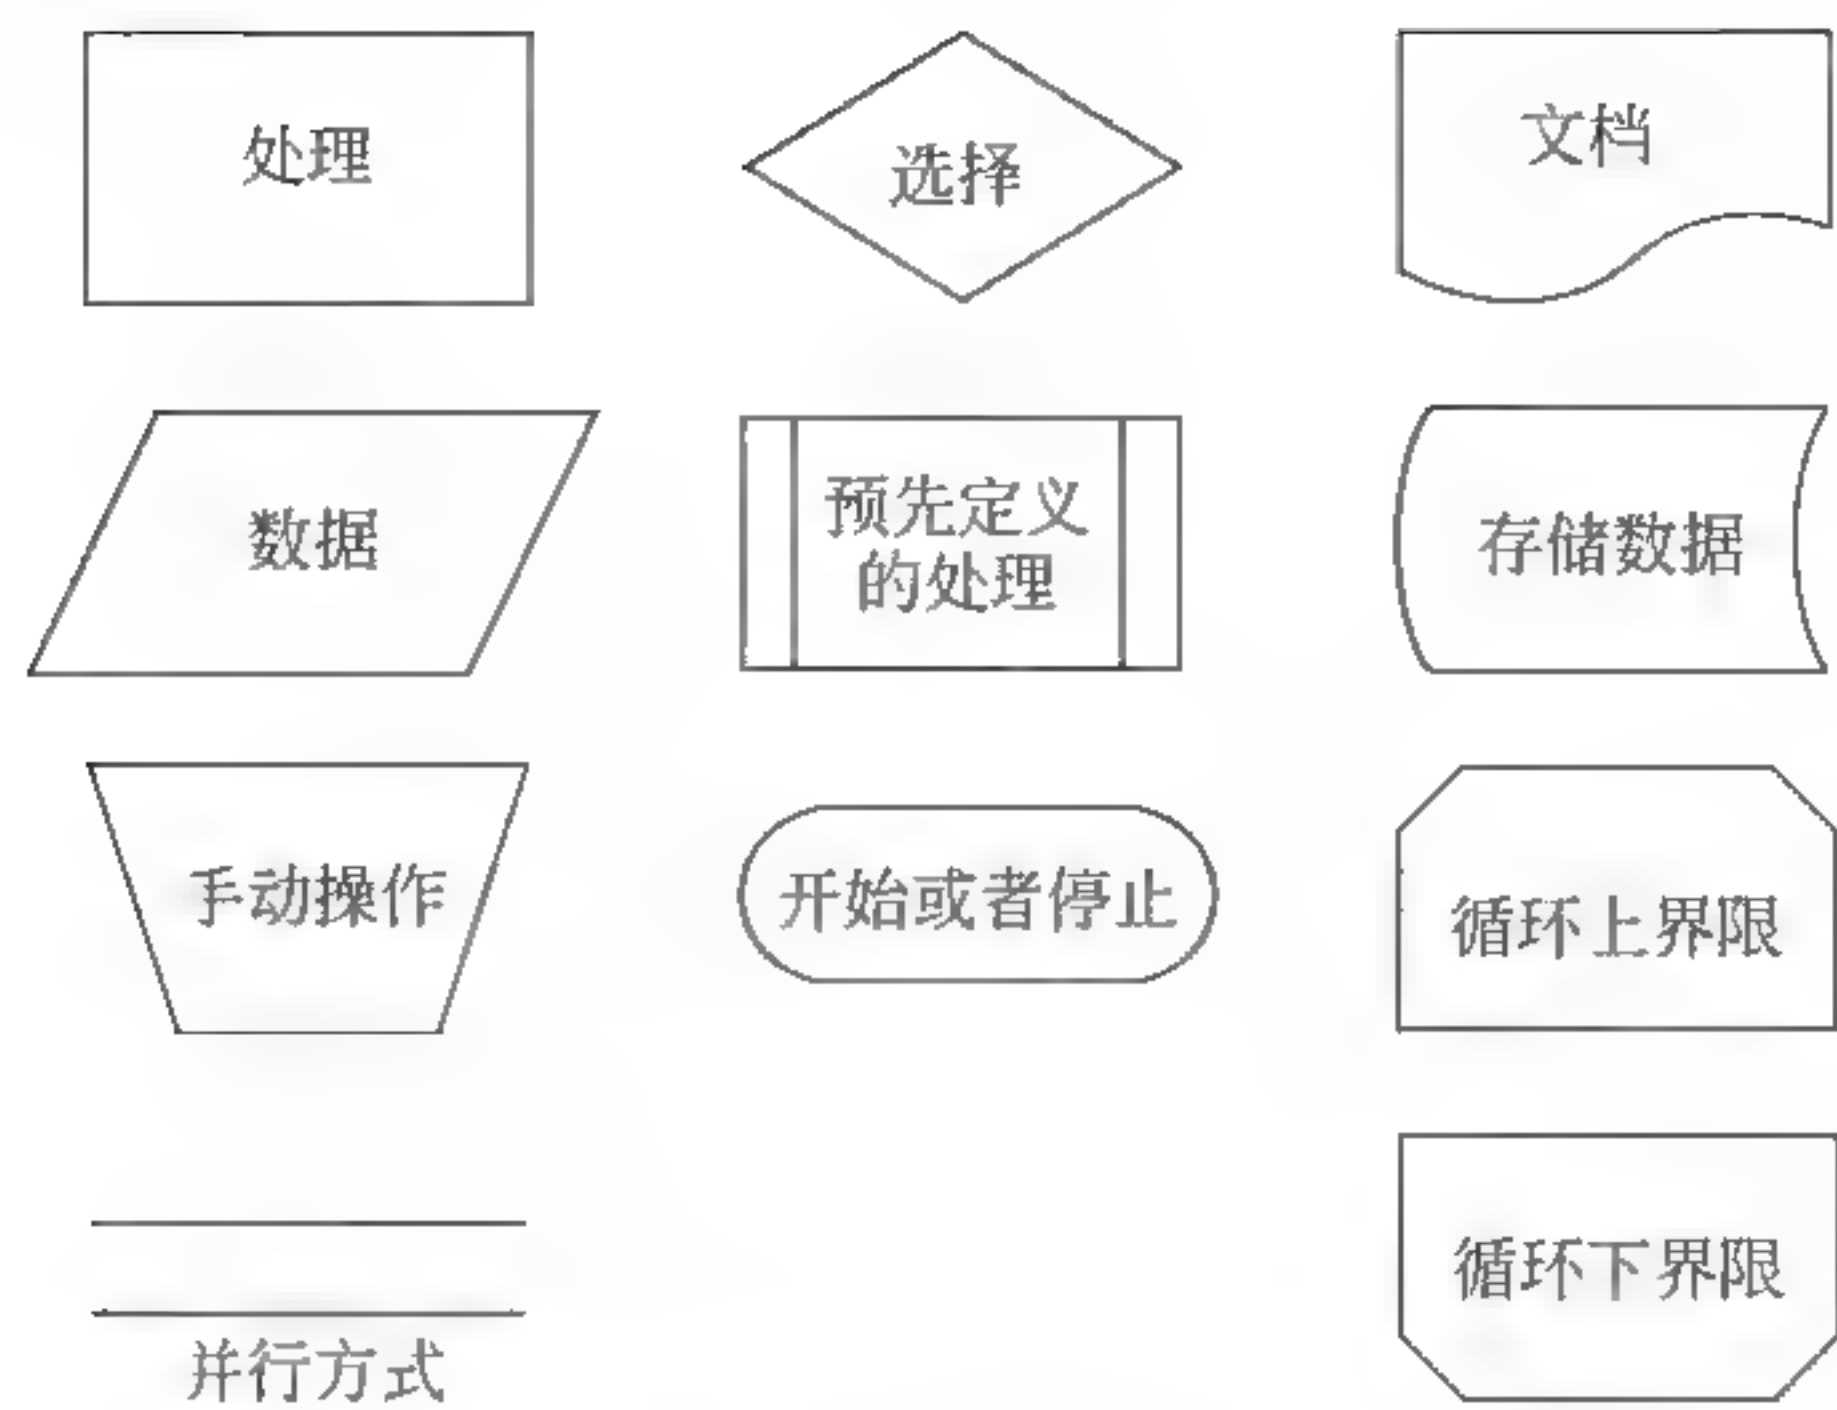 处理
选择
文档
数据
预先定义
的处理
存储数据
手动操作
开始或者停止
循环上界限
并行方式
循环下界限